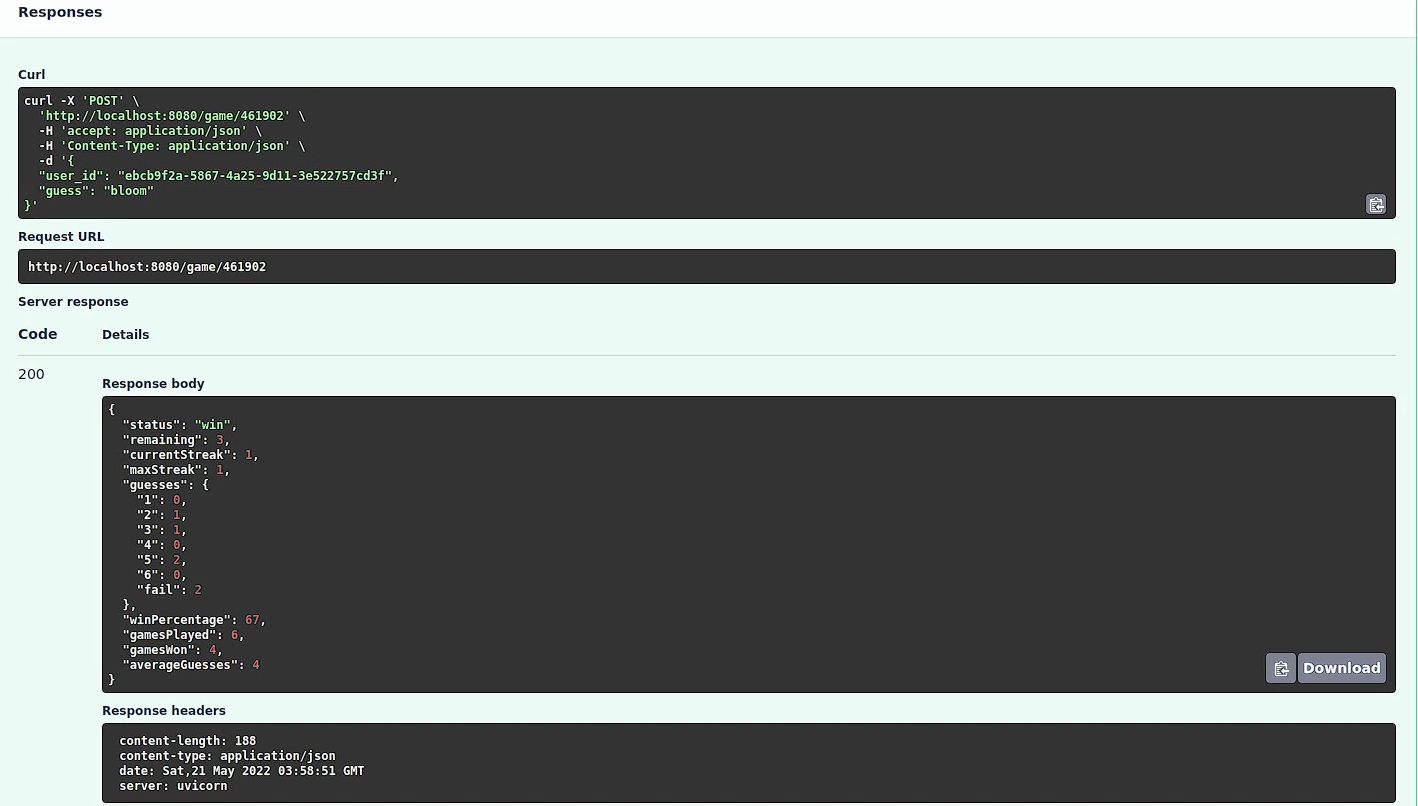 Responses
Curl
curl -X 'POST' \
  'http://localhost:8080/game/461902' \
  -H 'accept: application/json' \
  -H 'Content-Type: application/json' \
  -d '{
  "user_id": "ebcb9f2a-5867-4a25-9d11-3e522757cd3f",
  "guess": "bloom"
}'
Request URL
http://localhost:8080/game/461902
Server response
Code Details
200
Response body
{
  "status": "win",
  "remaining": 3,
  "currentStreak": 1,
  "maxStreak": 1,
  "guesses": {
    "1": 0,
    "2": 1,
    "3": 1,
    "4": 0,
    "5": 2,
    "6": 0,
    "fail": 2
  },
  "winPercentage": 67,
  "gamesPlayed": 6,
  "gamesWon": 4,
  "averageGuesses": 4
}
Download
Response headers
content-length: 188
content-type: application/json
date: Sat,21 May 2022 03:58:51 GMT
server: uvicorn